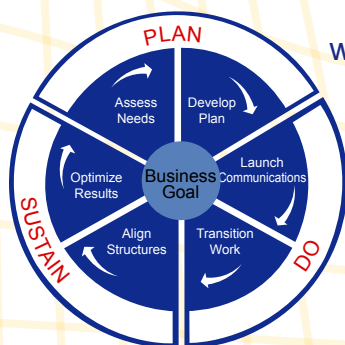 PLAN
W
Assess
Needs
Develop
Plan
Launch
Communications
Business
Goal
Optimize
Results
Align
Structures
Transition
Work
SUSTAIN
DO